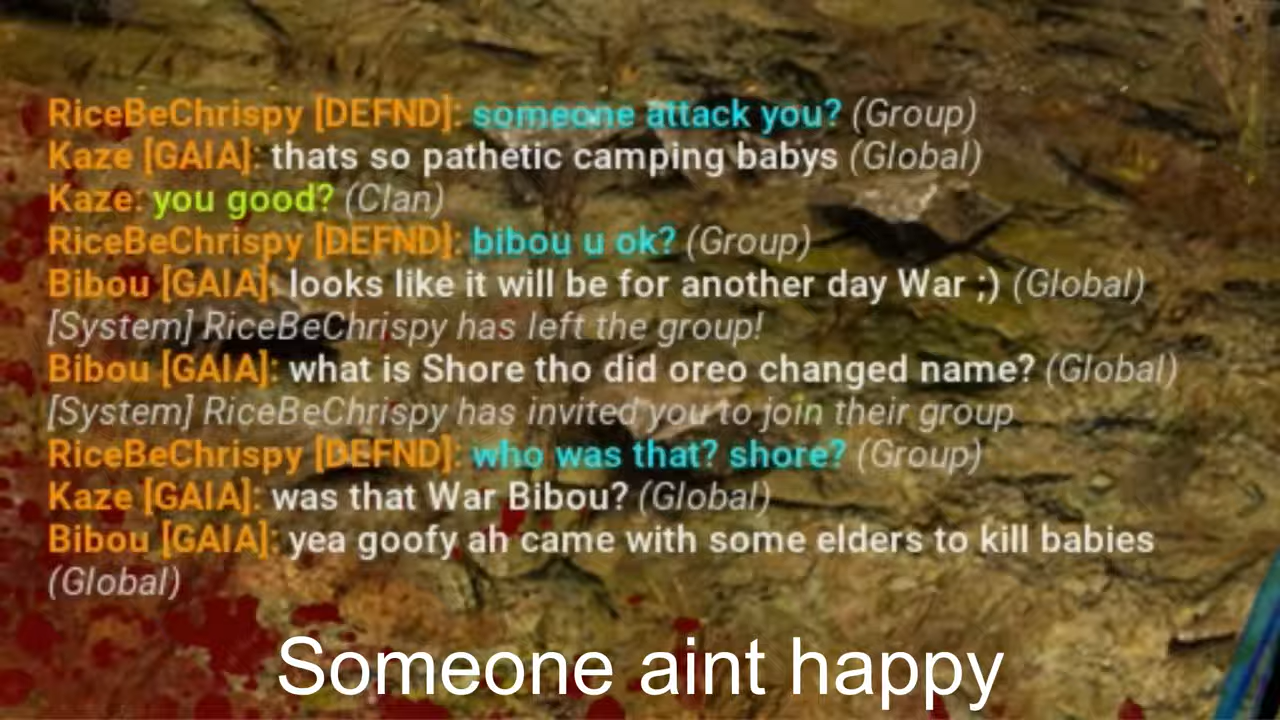 RiceBeChrispy [DEFND]: someone attack you? (Group)
Kaze [GAIA]: thats so pathetic camping babys (Global)
Kaze: you good? (Clan)
RiceBeChrispy [DEFND]: bibou u ok? (Group)
Bibou [GAIA]: looks like it will be for another day War ;) (Global)
[System] RiceBeChrispy has left the group!
Bibou [GAIA]: what is Shore tho did oreo changed name? (Global)
[System] RiceBeChrispy has invited you to join their group
RiceBeChrispy [DEFND]: who was that? shore? (Group)
Kaze [GAIA]: was that War Bibou? (Global)
Bibou [GAIA]: yea goofy ah came with some elders to kill babies
(Global)
Someone aint happy